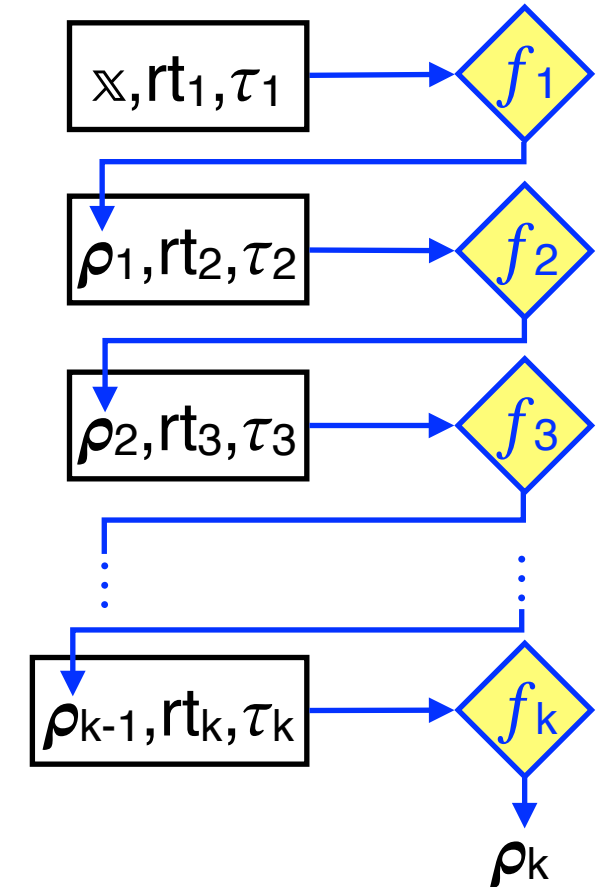 𝕩,rt₁,τ₁
f₁
ρ₁,rt₂,τ₂
f₂
ρ₂,rt₃,τ₃
f₃
ρₖ₋₁,rtₖ,τₖ
fₖ
ρₖ